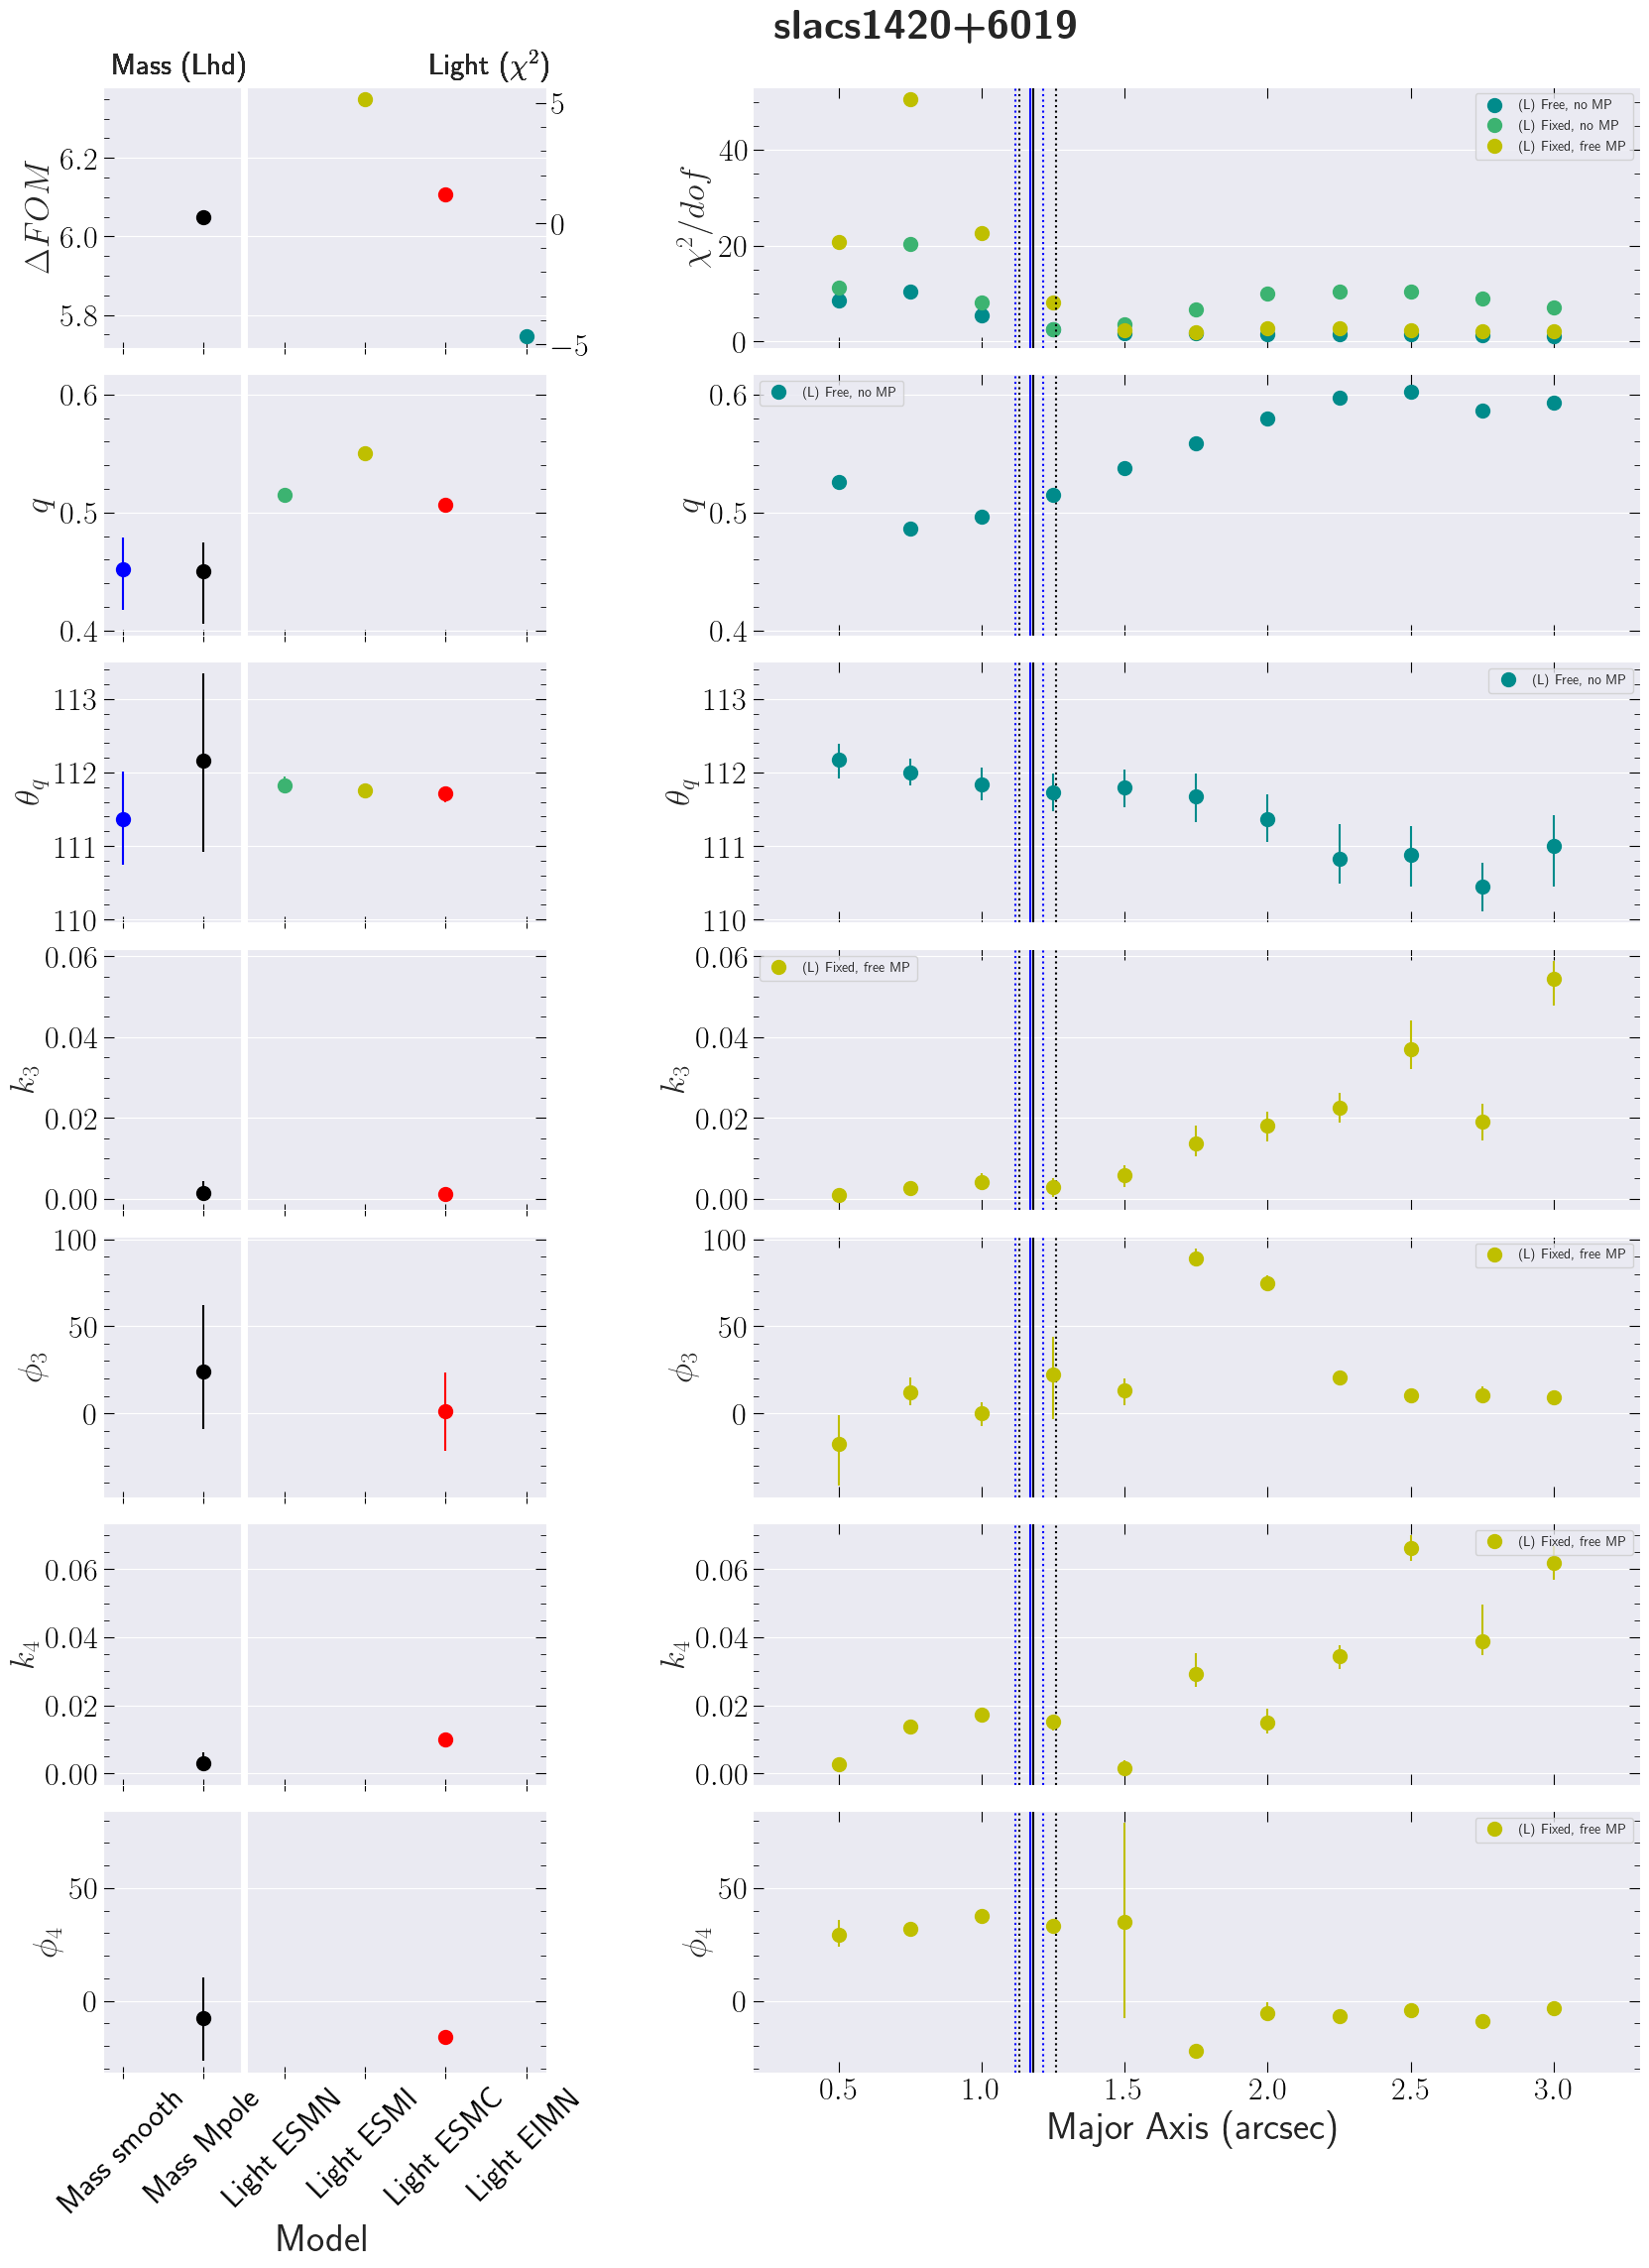 slacs1420+6019
Mass (Lhd)
Light (χ²)
ΔFOM
6.2
6.0
5.8
5
0
−5
χ²/dof
40
20
0
(L) Free, no MP
(L) Fixed, no MP
(L) Fixed, free MP
q
0.6
0.5
0.4
q
0.6
0.5
0.4
(L) Free, no MP
θq
113
112
111
110
θq
113
112
111
110
(L) Free, no MP
k₃
0.06
0.04
0.02
0.00
k₃
0.06
0.04
0.02
0.00
(L) Fixed, free MP
ϕ₃
100
50
0
ϕ₃
100
50
0
(L) Fixed, free MP
k₄
0.06
0.04
0.02
0.00
k₄
0.06
0.04
0.02
0.00
(L) Fixed, free MP
ϕ₄
50
0
ϕ₄
50
0
(L) Fixed, free MP
Mass smooth
Mass Mpole
Light ESMN
Light ESMI
Light ESMC
Light EIMN
Model
0.5 1.0 1.5 2.0 2.5 3.0
Major Axis (arcsec)